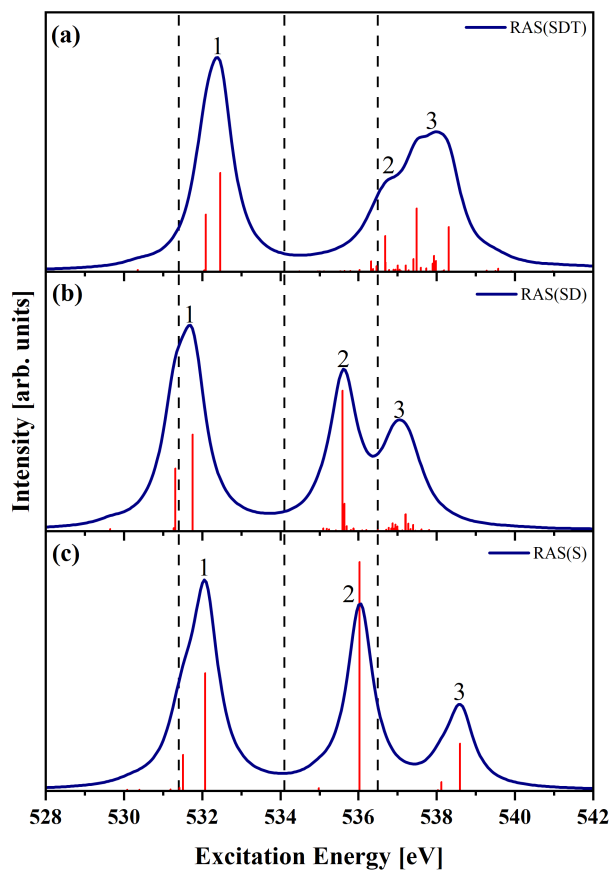 (a)
1
RAS(SDT)
2
3
(b)
1
RAS(SD)
2
3
(c)
1
RAS(S)
2
3
Intensity [arb. units]
528 530 532 534 536 538 540 542
Excitation Energy [eV]